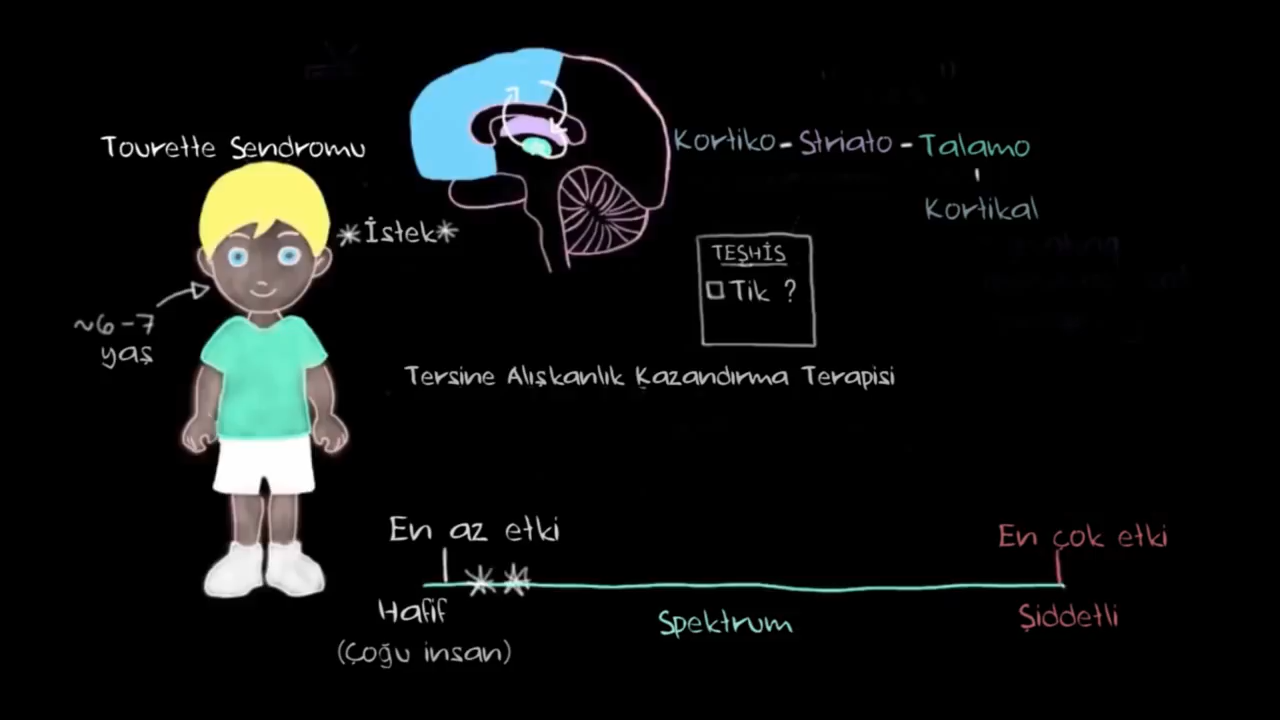 Tourette Sendromu
Kortiko - Striato - Talamo
Kortikal
*İstek*
TEŞHİS
Tik ?
~6-7
yaş
Tersine Alışkanlık Kazandırma Terapisi
En az etki
En çok etki
Hafif
(çoğu insan)
Spektrum
Şiddetli